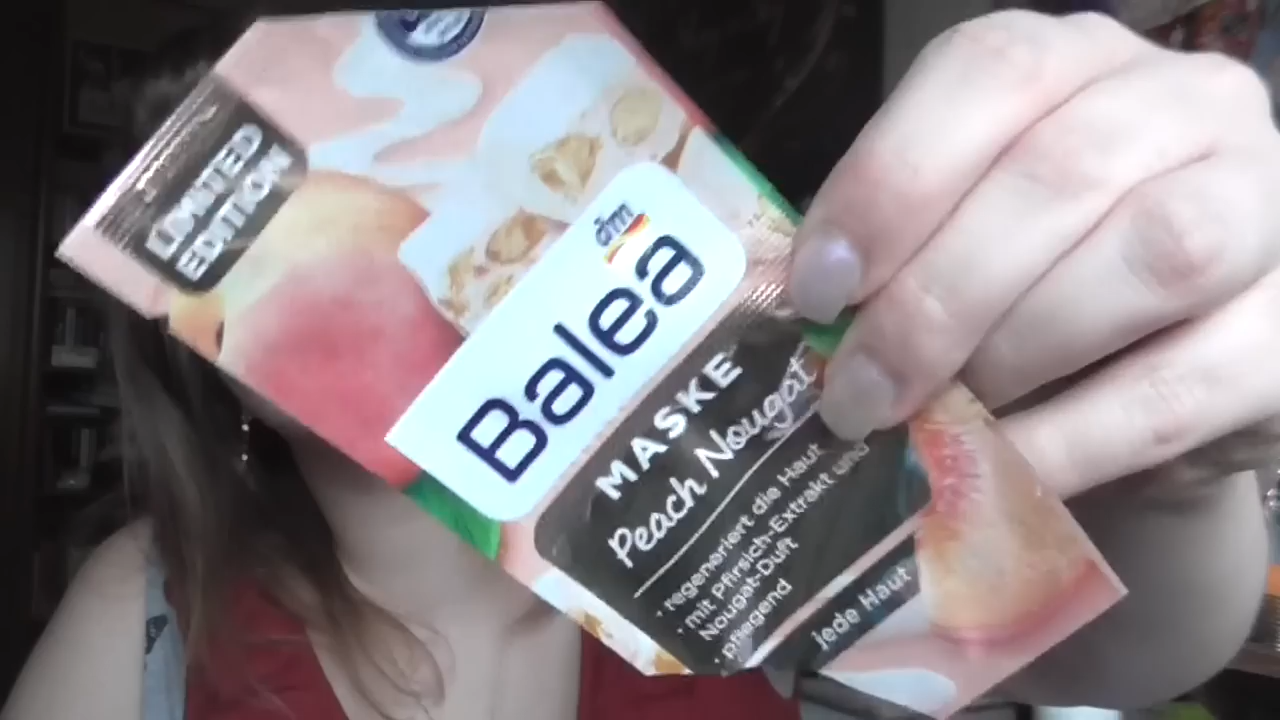 LIMITED
EDITION
dm
Balea
MASKE
Peach Nougat
• regeneriert die Haut
• mit Pfirsich-Extrakt und
Nougat-Duft
• pflegend
jede Haut